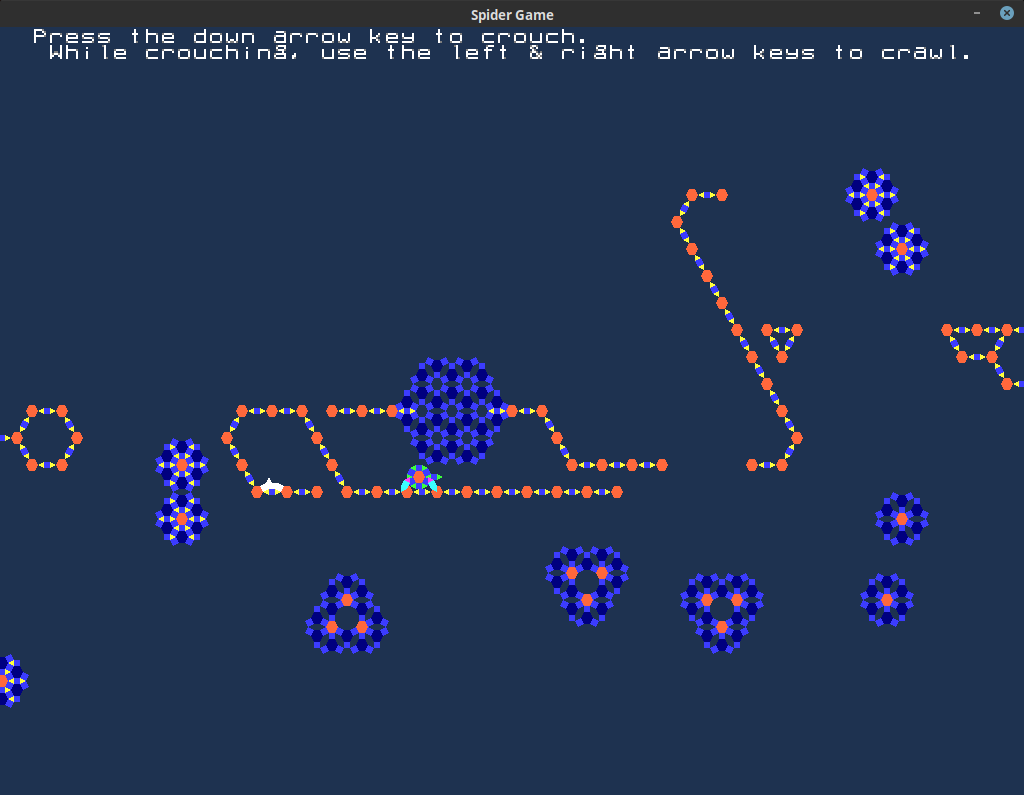 Spider Game
Press the down arrow key to crouch.
While crouching, use the left & right arrow keys to crawl.